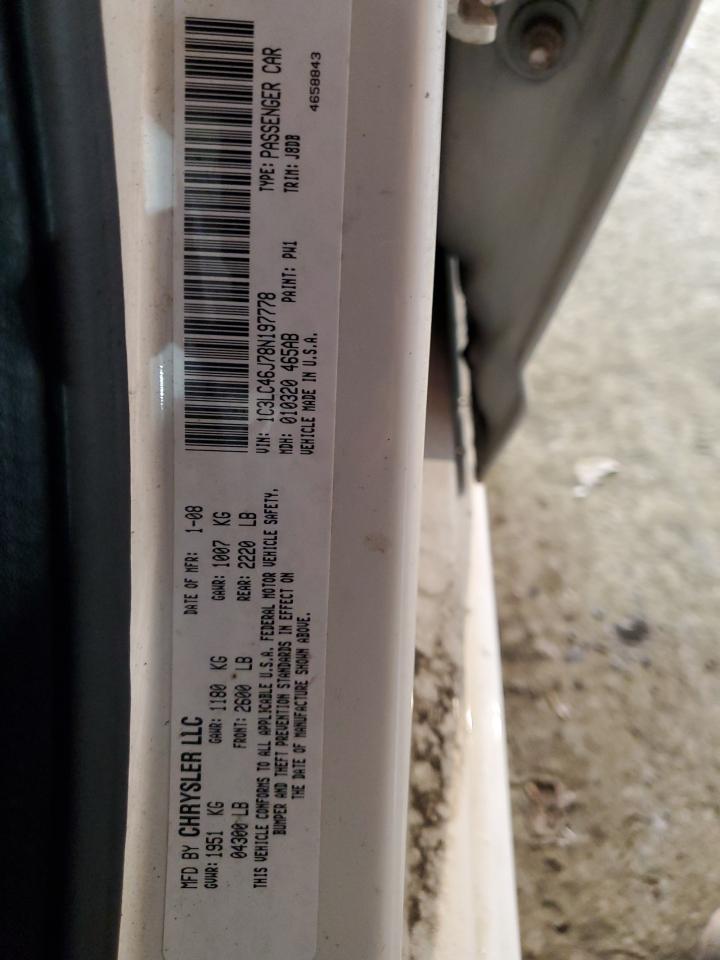 MFD BY CHRYSLER LLC
DATE OF MFR: 1-08
GVWR: 1951 KG
GAWR: 1180 KG
GAWR: 1007 KG
04300 LB
FRONT: 2600 LB
REAR: 2220 LB
THIS VEHICLE CONFORMS TO ALL APPLICABLE U.S.A. FEDERAL MOTOR VEHICLE SAFETY,
BUMPER AND THEFT PREVENTION STANDARDS IN EFFECT ON
THE DATE OF MANUFACTURE SHOWN ABOVE.
VIN: 1C3LC46J78N197778
TYPE: PASSENGER CAR
MDH: 010320 465AB
PAINT: PW1
TRIM: J8DB
VEHICLE MADE IN U.S.A.
4658843